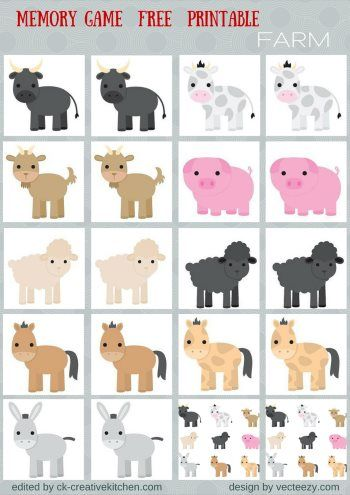 MEMORY GAME FREE PRINTABLE
FARM
edited by ck-creativekitchen.com
design by vecteezy.com